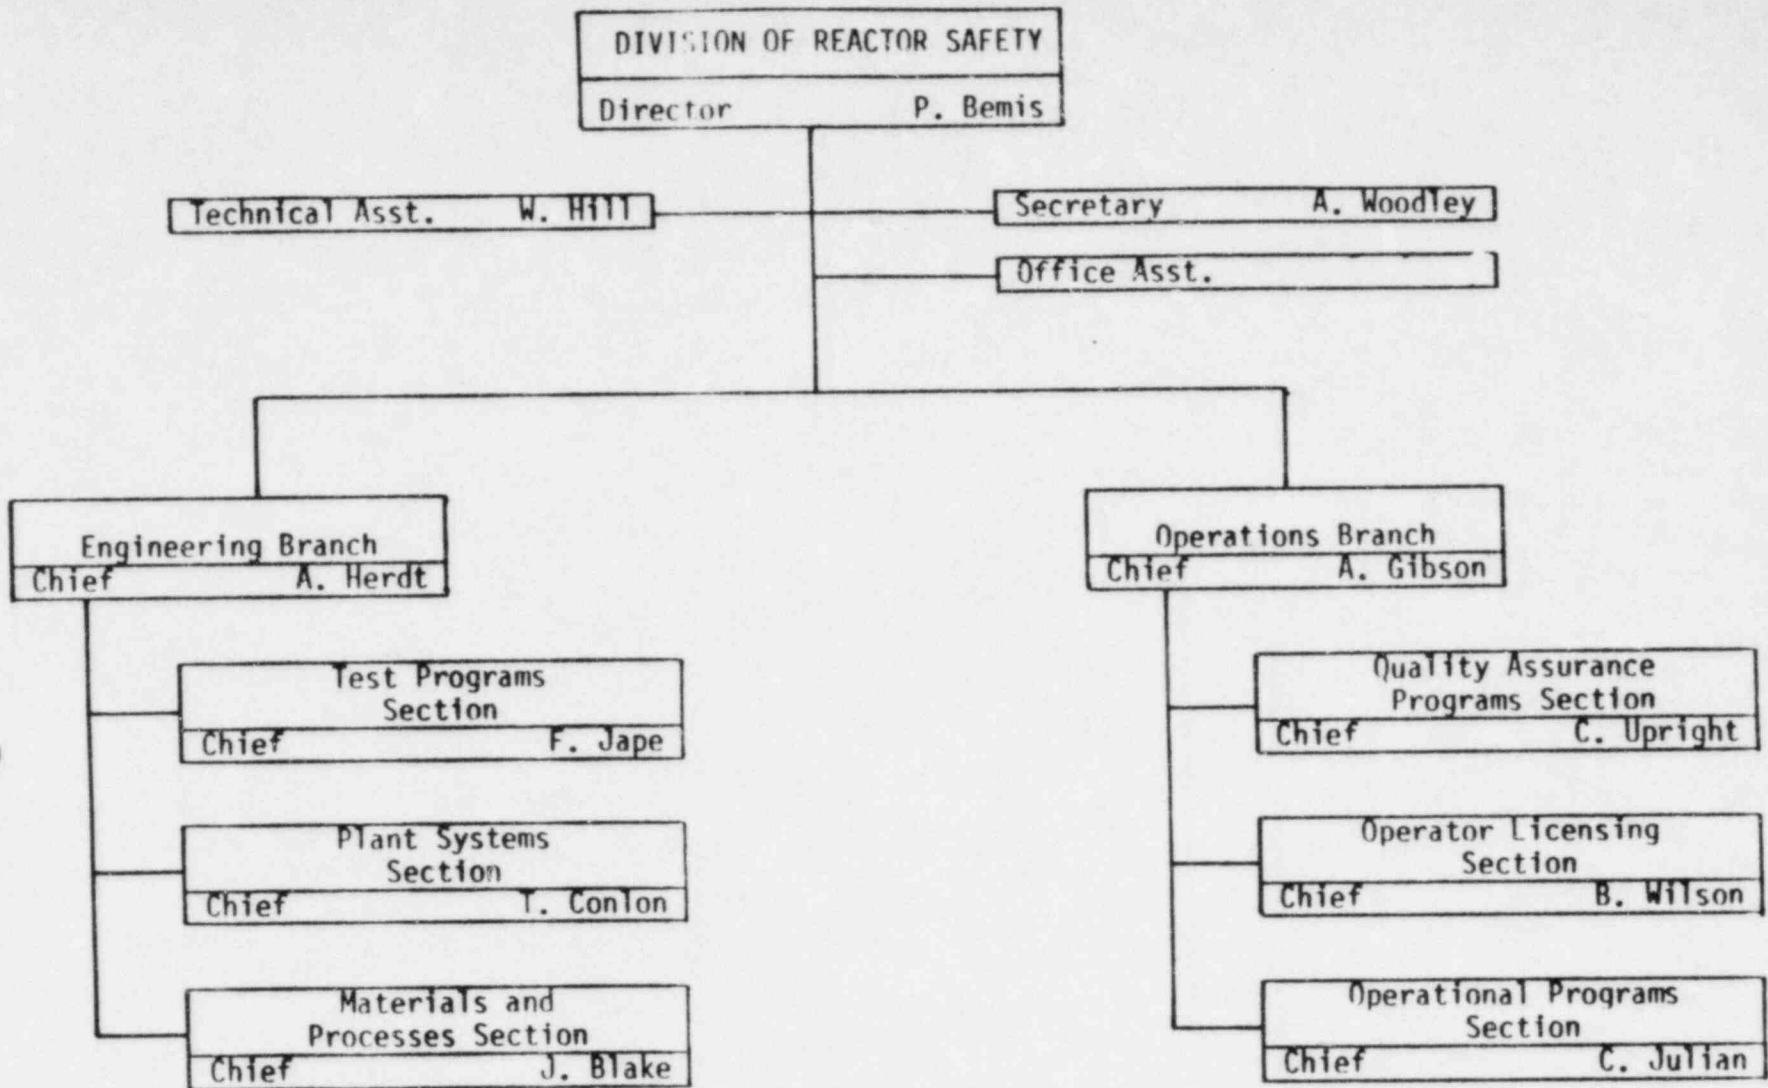 DIVISION OF REACTOR SAFETY
Director P. Bemis
Technical Asst. W. Hill
Secretary A. Woodley
Office Asst.
Engineering Branch
Chief A. Herdt
Test Programs
Section
Chief F. Jape
Plant Systems
Section
Chief T. Conlon
Materials and
Processes Section
Chief J. Blake
Operations Branch
Chief A. Gibson
Quality Assurance
Programs Section
Chief C. Upright
Operator Licensing
Section
Chief B. Wilson
Operational Programs
Section
Chief C. Julian